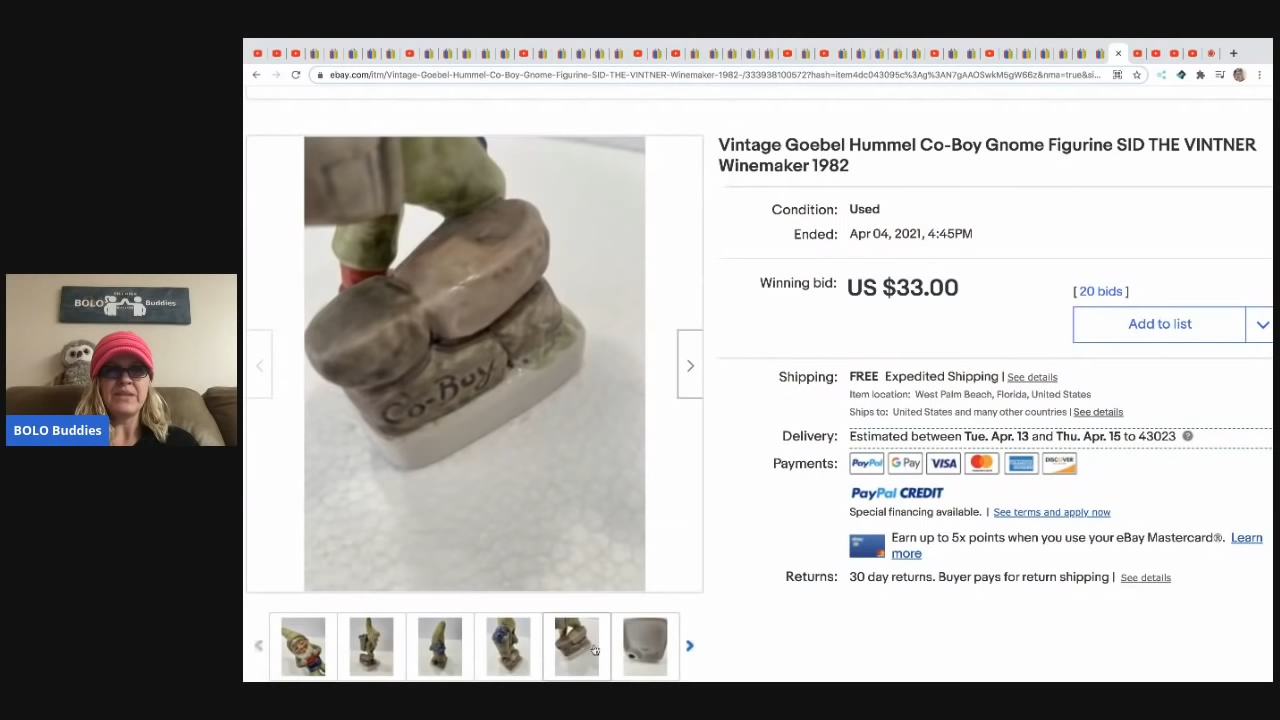 ebay.com/itm/Vintage-Goebel-Hummel-Co-Boy-Gnome-Figurine-SID-THE-VINTNER-Winemaker-1982-/333938100572?hash=item4dc043095c%3Ag%3AN7gAAOSwkM5gW66z&nma=true&si...
Vintage Goebel Hummel Co-Boy Gnome Figurine SID THE VINTNER
Winemaker 1982
Condition: Used
Ended: Apr 04, 2021, 4:45PM
Winning bid: US $33.00 [ 20 bids ]
Add to list
Shipping: FREE Expedited Shipping | See details
Item location: West Palm Beach, Florida, United States
Ships to: United States and many other countries | See details
Delivery: Estimated between Tue. Apr. 13 and Thu. Apr. 15 to 43023
Payments: PayPal G Pay VISA
DISCOVER
PayPal CREDIT
Special financing available. | See terms and apply now
Earn up to 5x points when you use your eBay Mastercard®. Learn
more
Returns: 30 day returns. Buyer pays for return shipping | See details
Co-Boy
BOLO Buddies
BOLO Buddies